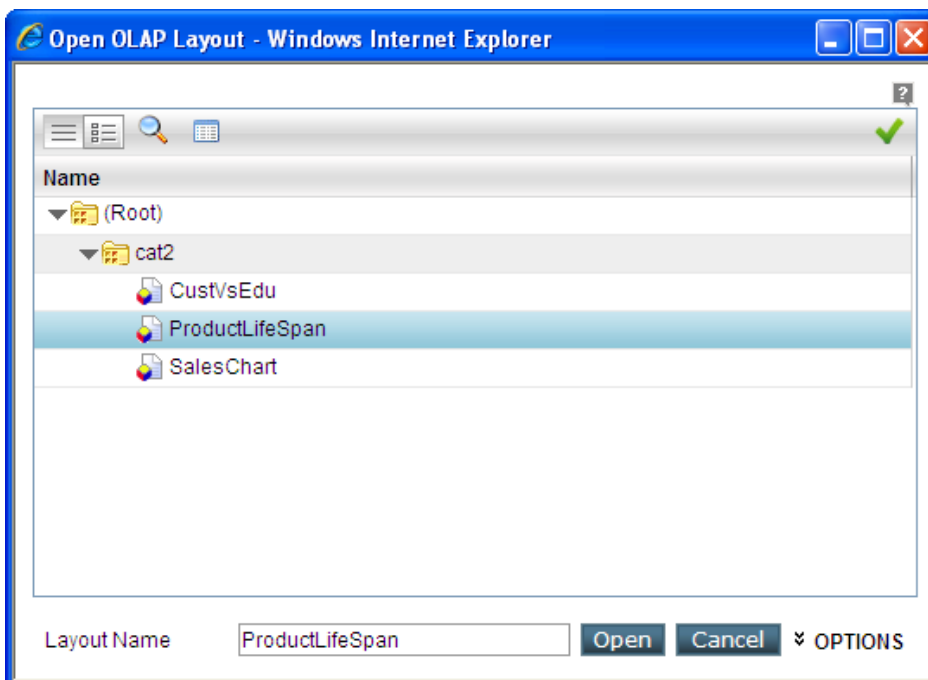 Open OLAP Layout - Windows Internet Explorer
?
Name
(Root)
cat2
CustVsEdu
ProductLifeSpan
SalesChart
Layout Name ProductLifeSpan Open Cancel OPTIONS